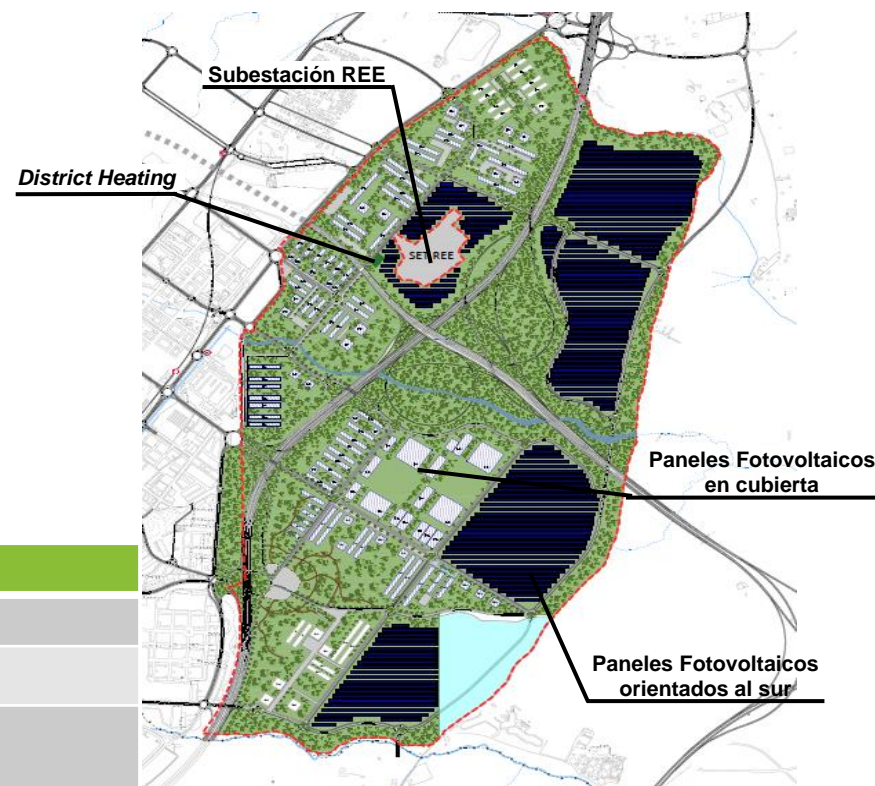 Subestación REE
District Heating
SET REE
Paneles Fotovoltaicos
en cubierta
Paneles Fotovoltaicos
orientados al sur